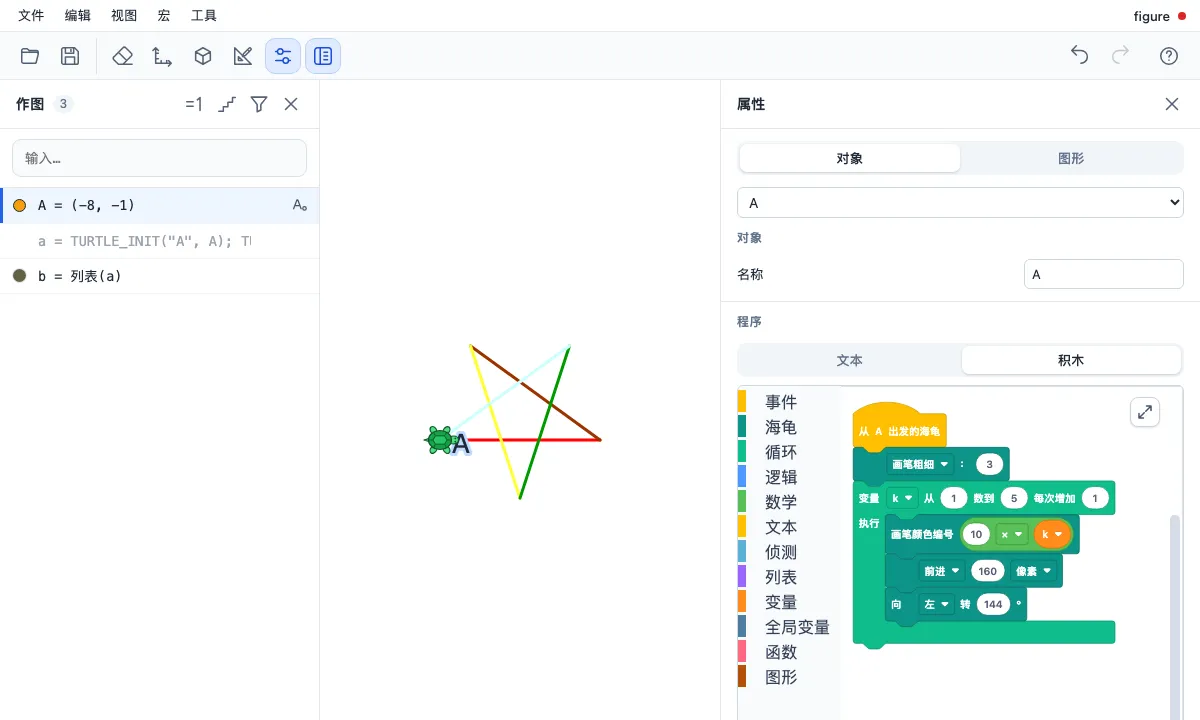 文件 编辑 视图 宏 工具 figure
作图 3 =1
属性
输入…
对象 图形
A = (−8, −1)
A
a = TURTLE_INIT("A", A);
对象
b = 列表(a)
名称 A
程序
文本 积木
事件
海龟
循环
逻辑
数学
文本
侦测
列表
变量
全局变量
函数
图形
从 A 出发的海龟
画笔粗细 : 3
变量 k 从 1 数到 5 每次增加 1
执行
画笔颜色编号 10 × k
前进 160 像素
向 左 转 144 °
A